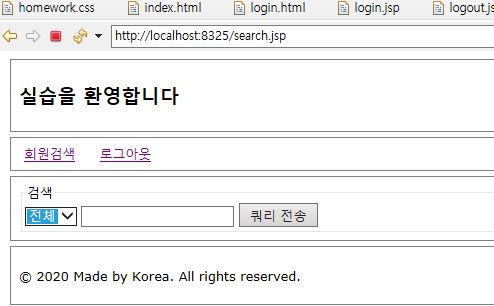 homework.css index.html login.html login.jsp logout.js
http://localhost:8325/search.jsp
실습을 환영합니다
회원검색 로그아웃
검색
전체 쿼리 전송
© 2020 Made by Korea. All rights reserved.